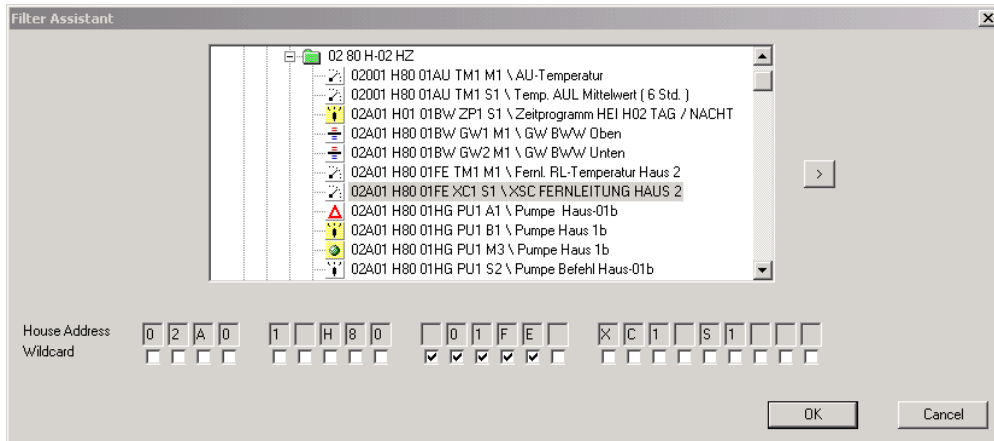 Filter Assistant
02 80 H-02 HZ
02001 H80 01AU TM1 M1 \ AU-Temperatur
02001 H80 01AU TM1 S1 \ Temp. AUL Mittelwert ( 6 Std. )
02A01 H01 01BW ZP1 S1 \ Zeitprogramm HEI H02 TAG / NACHT
02A01 H80 01BW GW1 M1 \ GW BWW Oben
02A01 H80 01BW GW2 M1 \ GW BWW Unten
02A01 H80 01FE TM1 M1 \ Fernl. RL-Temperatur Haus 2
02A01 H80 01FE XC1 S1 \ XSC FERNLEITUNG HAUS 2
02A01 H80 01HG PU1 A1 \ Pumpe Haus-01b
02A01 H80 01HG PU1 B1 \ Pumpe Haus 1b
02A01 H80 01HG PU1 M3 \ Pumpe Haus 1b
02A01 H80 01HG PU1 S2 \ Pumpe Befehl Haus-01b
>
House Address 0 2 A 0 1 H 8 0 0 1 F E X C 1 S 1
Wildcard
OK Cancel